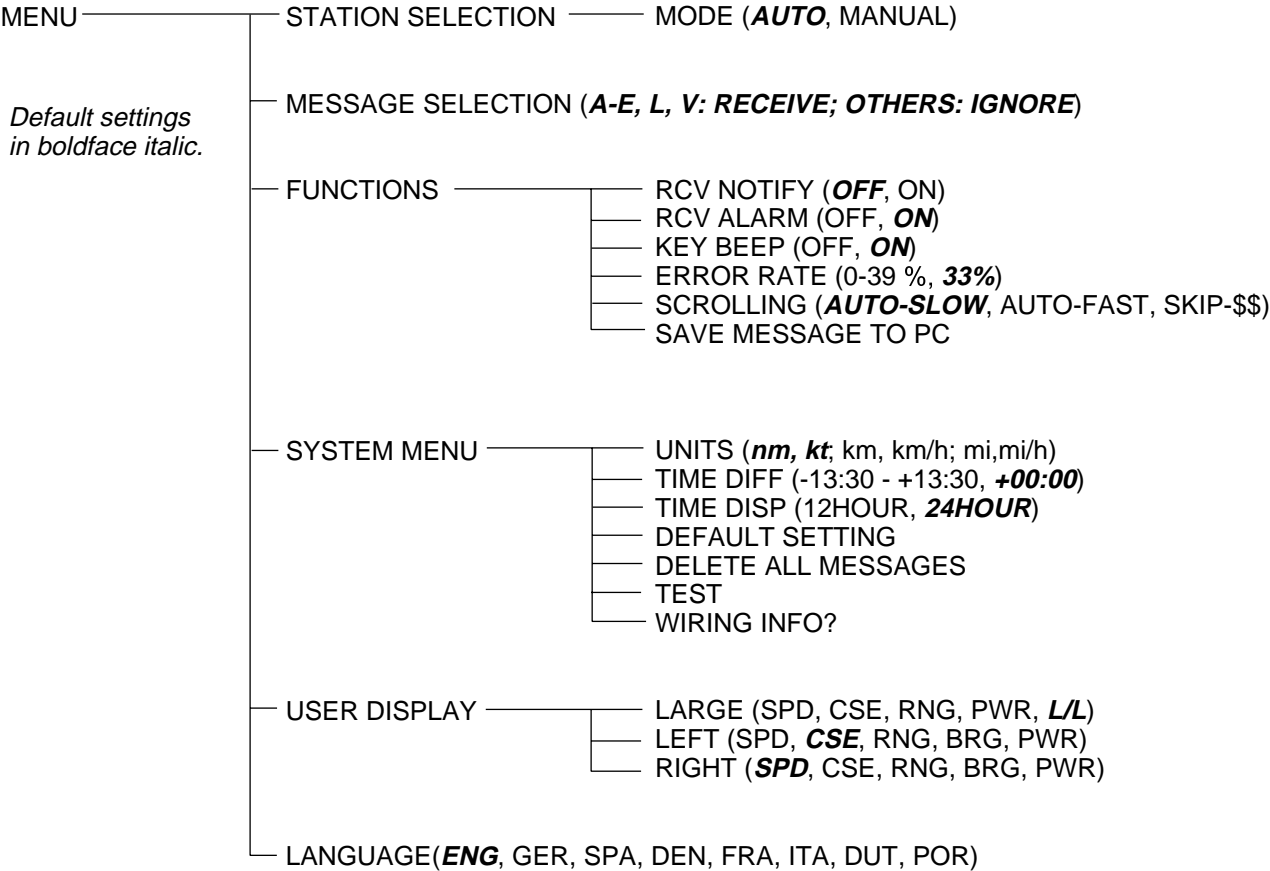 MENU
STATION SELECTION
MODE (AUTO, MANUAL)
Default settings
in boldface italic.
MESSAGE SELECTION (A-E, L, V: RECEIVE; OTHERS: IGNORE)
FUNCTIONS
RCV NOTIFY (OFF, ON)
RCV ALARM (OFF, ON)
KEY BEEP (OFF, ON)
ERROR RATE (0-39 %, 33%)
SCROLLING (AUTO-SLOW, AUTO-FAST, SKIP-$$)
SAVE MESSAGE TO PC
SYSTEM MENU
UNITS (nm, kt; km, km/h; mi,mi/h)
TIME DIFF (-13:30 - +13:30, +00:00)
TIME DISP (12HOUR, 24HOUR)
DEFAULT SETTING
DELETE ALL MESSAGES
TEST
WIRING INFO?
USER DISPLAY
LARGE (SPD, CSE, RNG, PWR, L/L)
LEFT (SPD, CSE, RNG, BRG, PWR)
RIGHT (SPD, CSE, RNG, BRG, PWR)
LANGUAGE(ENG, GER, SPA, DEN, FRA, ITA, DUT, POR)